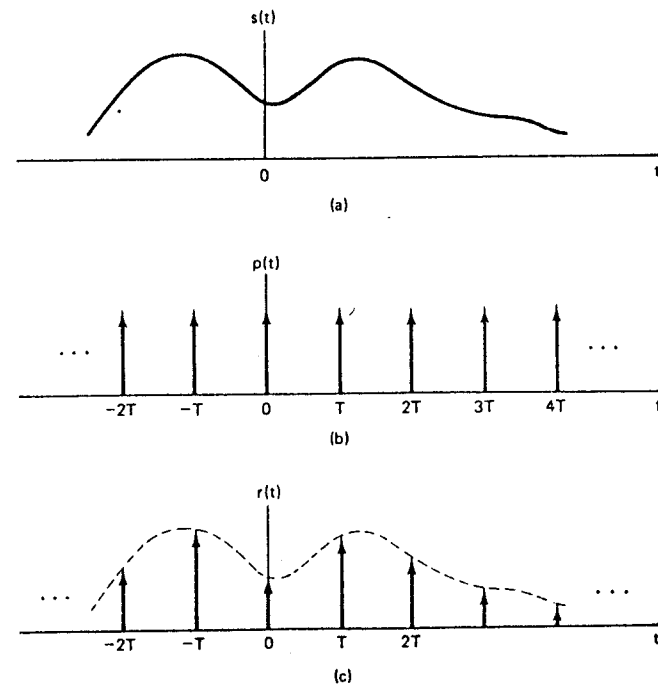 s(t)
0
t
(a)
p(t)
... ...
-2T -T 0 T 2T 3T 4T t
(b)
r(t)
... ...
-2T -T 0 T 2T t
(c)